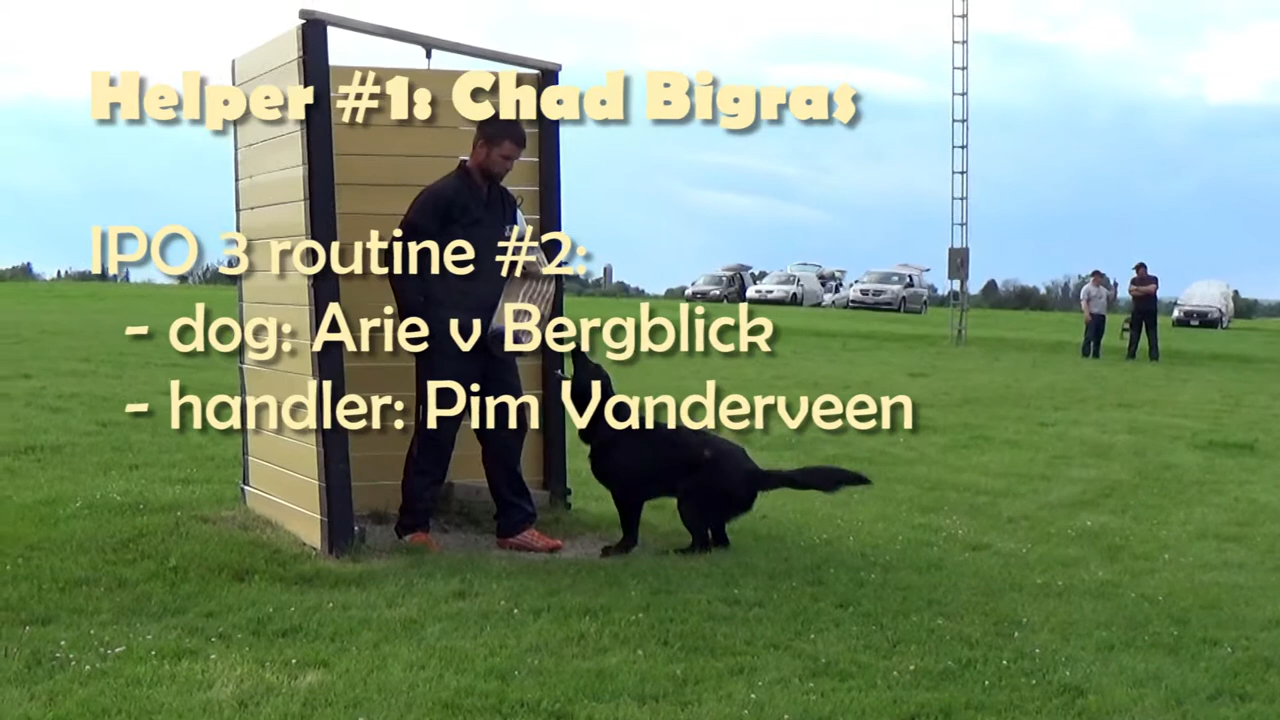 Helper #1: Chad Bigras
IPO 3 routine #2:
- dog: Arie v Bergblick
- handler: Pim Vanderveen